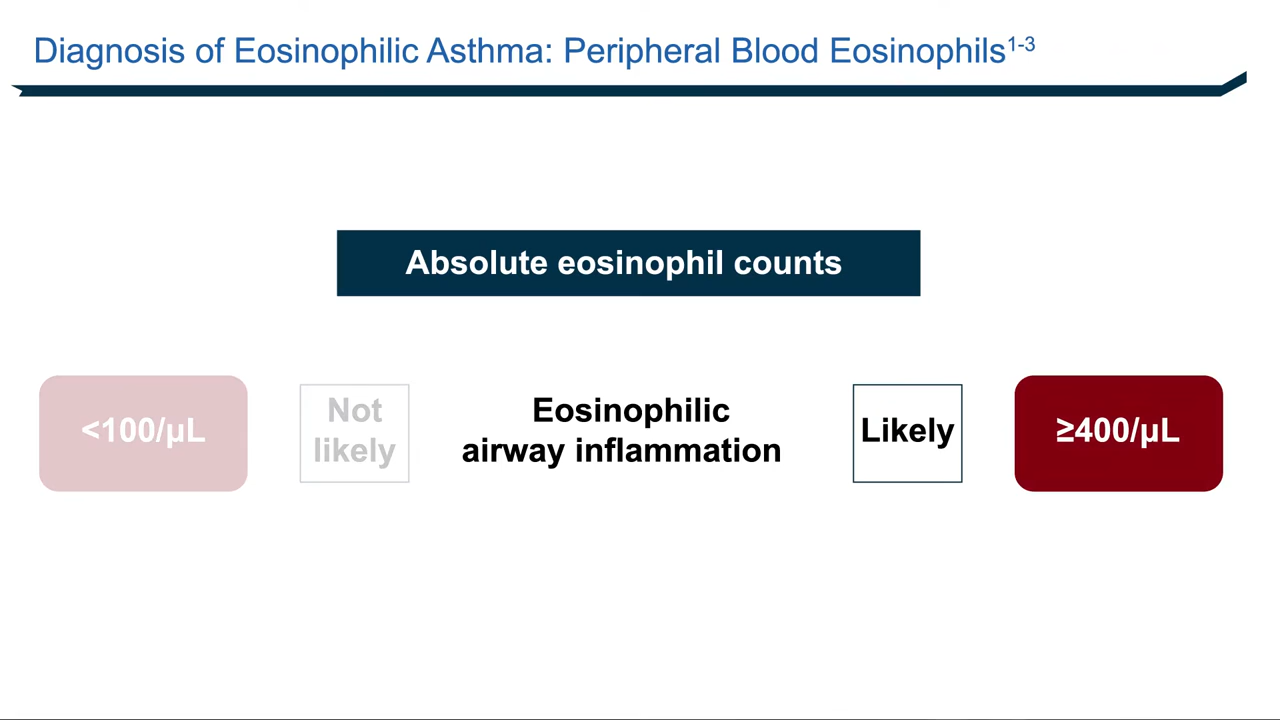 Diagnosis of Eosinophilic Asthma: Peripheral Blood Eosinophils1-3
Absolute eosinophil counts
<100/µL
Not
likely
Eosinophilic
airway inflammation
Likely
≥400/µL